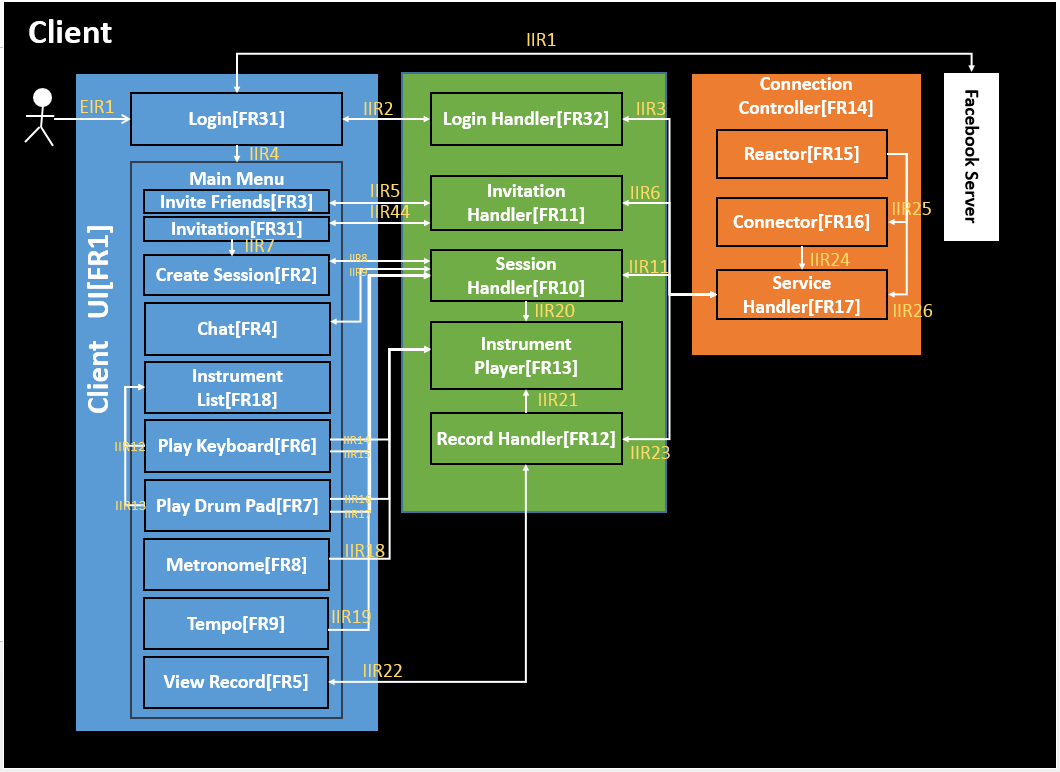 Client
IIR1
EIR1
Login[FR31]
IIR2
Login Handler[FR32]
IIR3
Connection
Controller[FR14]
Reactor[FR15]
Facebook Server
IIR4
Main Menu
Invite Friends[FR3]
IIR5
Invitation
Handler[FR11]
IIR6
Connector[FR16]
IIR25
Invitation[FR31]
IIR44
IIR7
Create Session[FR2]
IIR8
IIR9
Session
Handler[FR10]
IIR11
IIR24
Service
Handler[FR17]
IIR26
Client UI[FR1]
Chat[FR4]
IIR20
Instrument
Player[FR13]
Instrument
List[FR18]
IIR21
IIR12
Play Keyboard[FR6]
IIR14
IIR15
Record Handler[FR12]
IIR23
IIR13
Play Drum Pad[FR7]
IIR16
IIR17
Metronome[FR8]
IIR18
Tempo[FR9]
IIR19
View Record[FR5]
IIR22